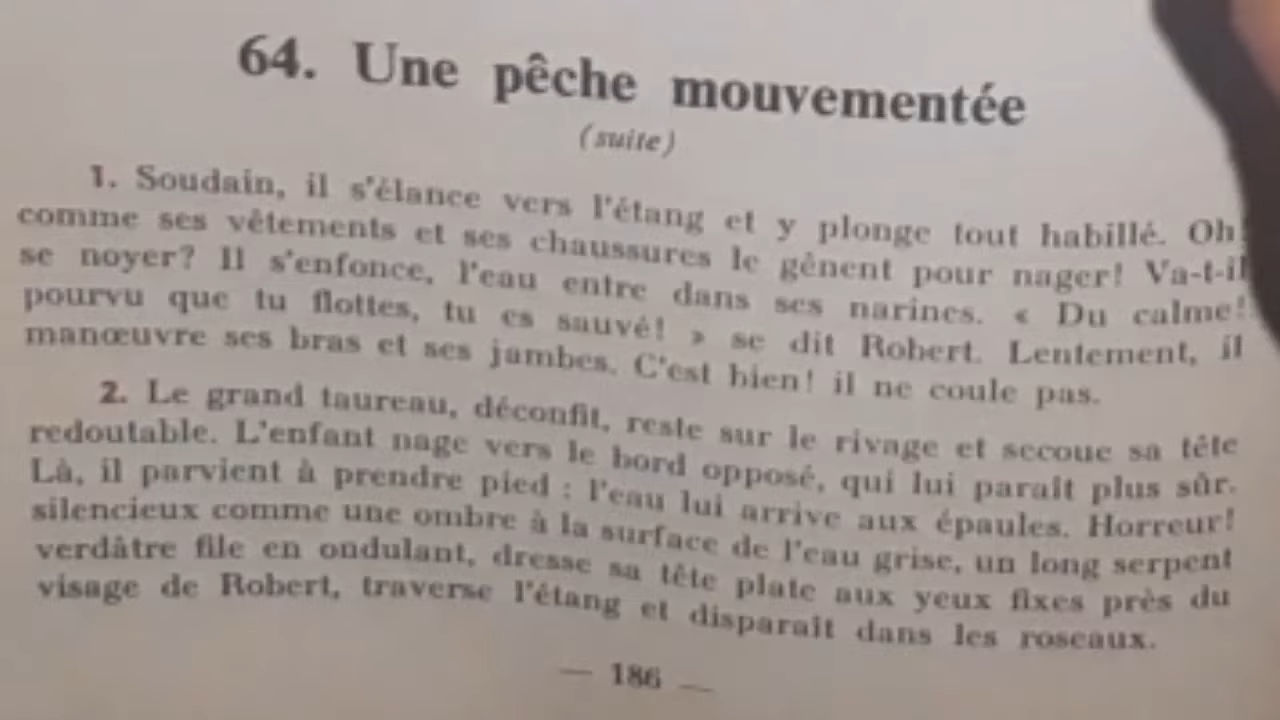 64. Une pêche mouvementée
(suite)
1. Soudain, il s'élance vers l'étang et y plonge tout habillé. Oh!
comme ses vêtements et ses chaussures le gênent pour nager! Va-t-il
se noyer? Il s'enfonce, l'eau entre dans ses narines. « Du calme!
pourvu que tu flottes, tu es sauvé! » se dit Robert. Lentement, il
manœuvre ses bras et ses jambes. C'est bien! il ne coule pas.
2. Le grand taureau, déconfit, reste sur le rivage et secoue sa tête
redoutable. L'enfant nage vers le bord opposé, qui lui paraît plus sûr.
Là, il parvient à prendre pied : l'eau lui arrive aux épaules. Horreur!
silencieux comme une ombre à la surface de l'eau grise, un long serpent
verdâtre file en ondulant, dresse sa tête plate aux yeux fixes près du
visage de Robert, traverse l'étang et disparaît dans les roseaux.
— 186 —